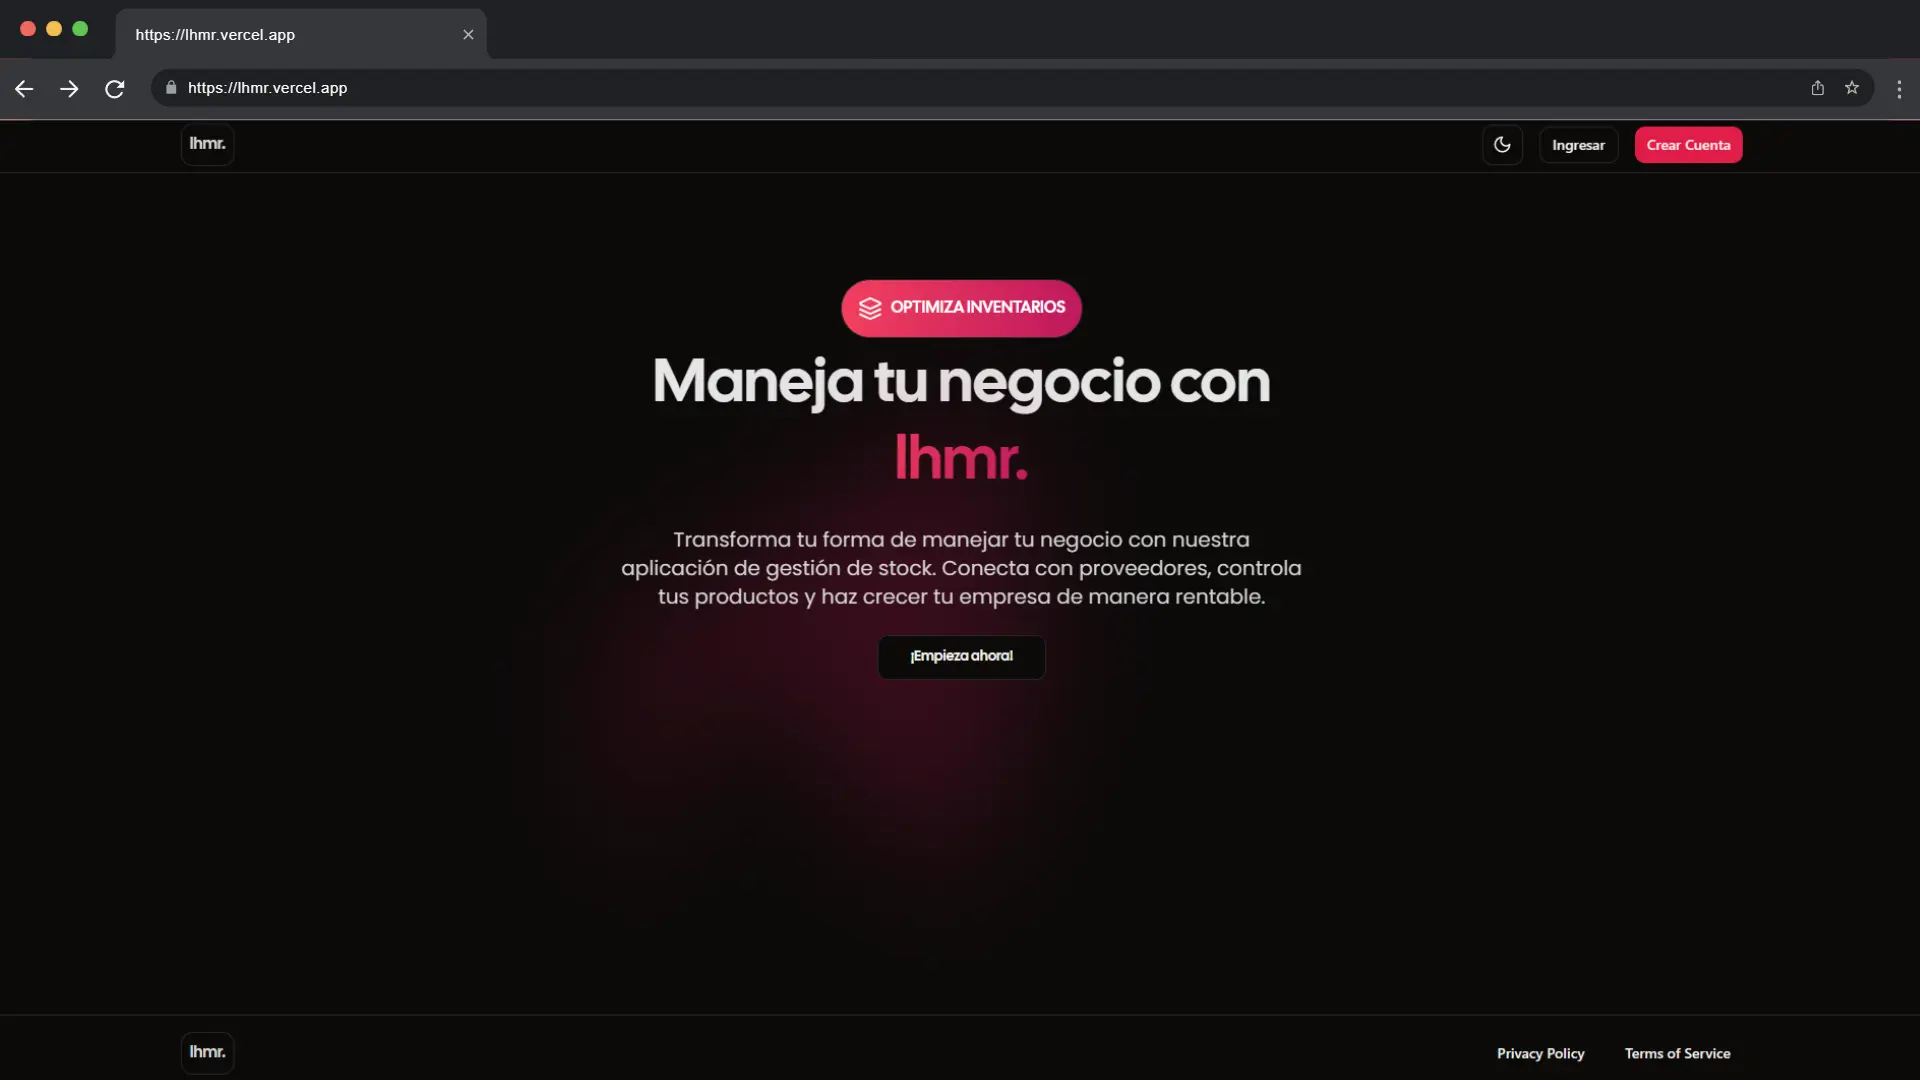 https://lhmr.vercel.app
https://lhmr.vercel.app
lhmr.
Ingresar
Crear Cuenta
OPTIMIZA INVENTARIOS
Maneja tu negocio con
lhmr.
Transforma tu forma de manejar tu negocio con nuestra
aplicación de gestión de stock. Conecta con proveedores, controla
tus productos y haz crecer tu empresa de manera rentable.
¡Empieza ahora!
lhmr.
Privacy Policy
Terms of Service